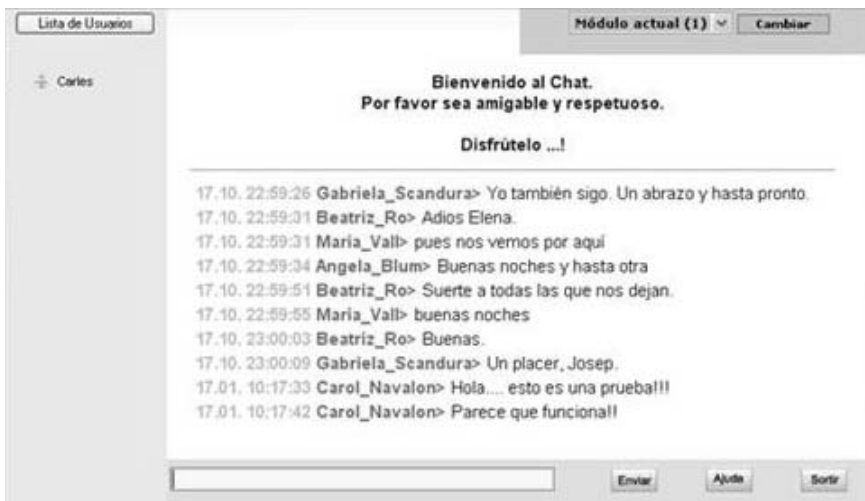 Lista de Usuarios
Módulo actual (1)
Cambiar
Carles
Bienvenido al Chat.
Por favor sea amigable y respetuoso.
Disfrútelo ...!
17.10. 22:59:26 Gabriela_Scandura> Yo también sigo. Un abrazo y hasta pronto.
17.10. 22:59:31 Beatriz_Ro> Adios Elena.
17.10. 22:59:31 Maria_Vall> pues nos vemos por aquí
17.10. 22:59:34 Angela_Blum> Buenas noches y hasta otra
17.10. 22:59:51 Beatriz_Ro> Suerte a todas las que nos dejan.
17.10. 22:59:55 Maria_Vall> buenas noches
17.10. 23:00:03 Beatriz_Ro> Buenas.
17.10. 23:00:09 Gabriela_Scandura> Un placer, Josep.
17.01. 10:17:33 Carol_Navalon> Hola.... esto es una prueba!!!
17.01. 10:17:42 Carol_Navalon> Parece que funciona!!
Enviar
Ajuda
Sortir